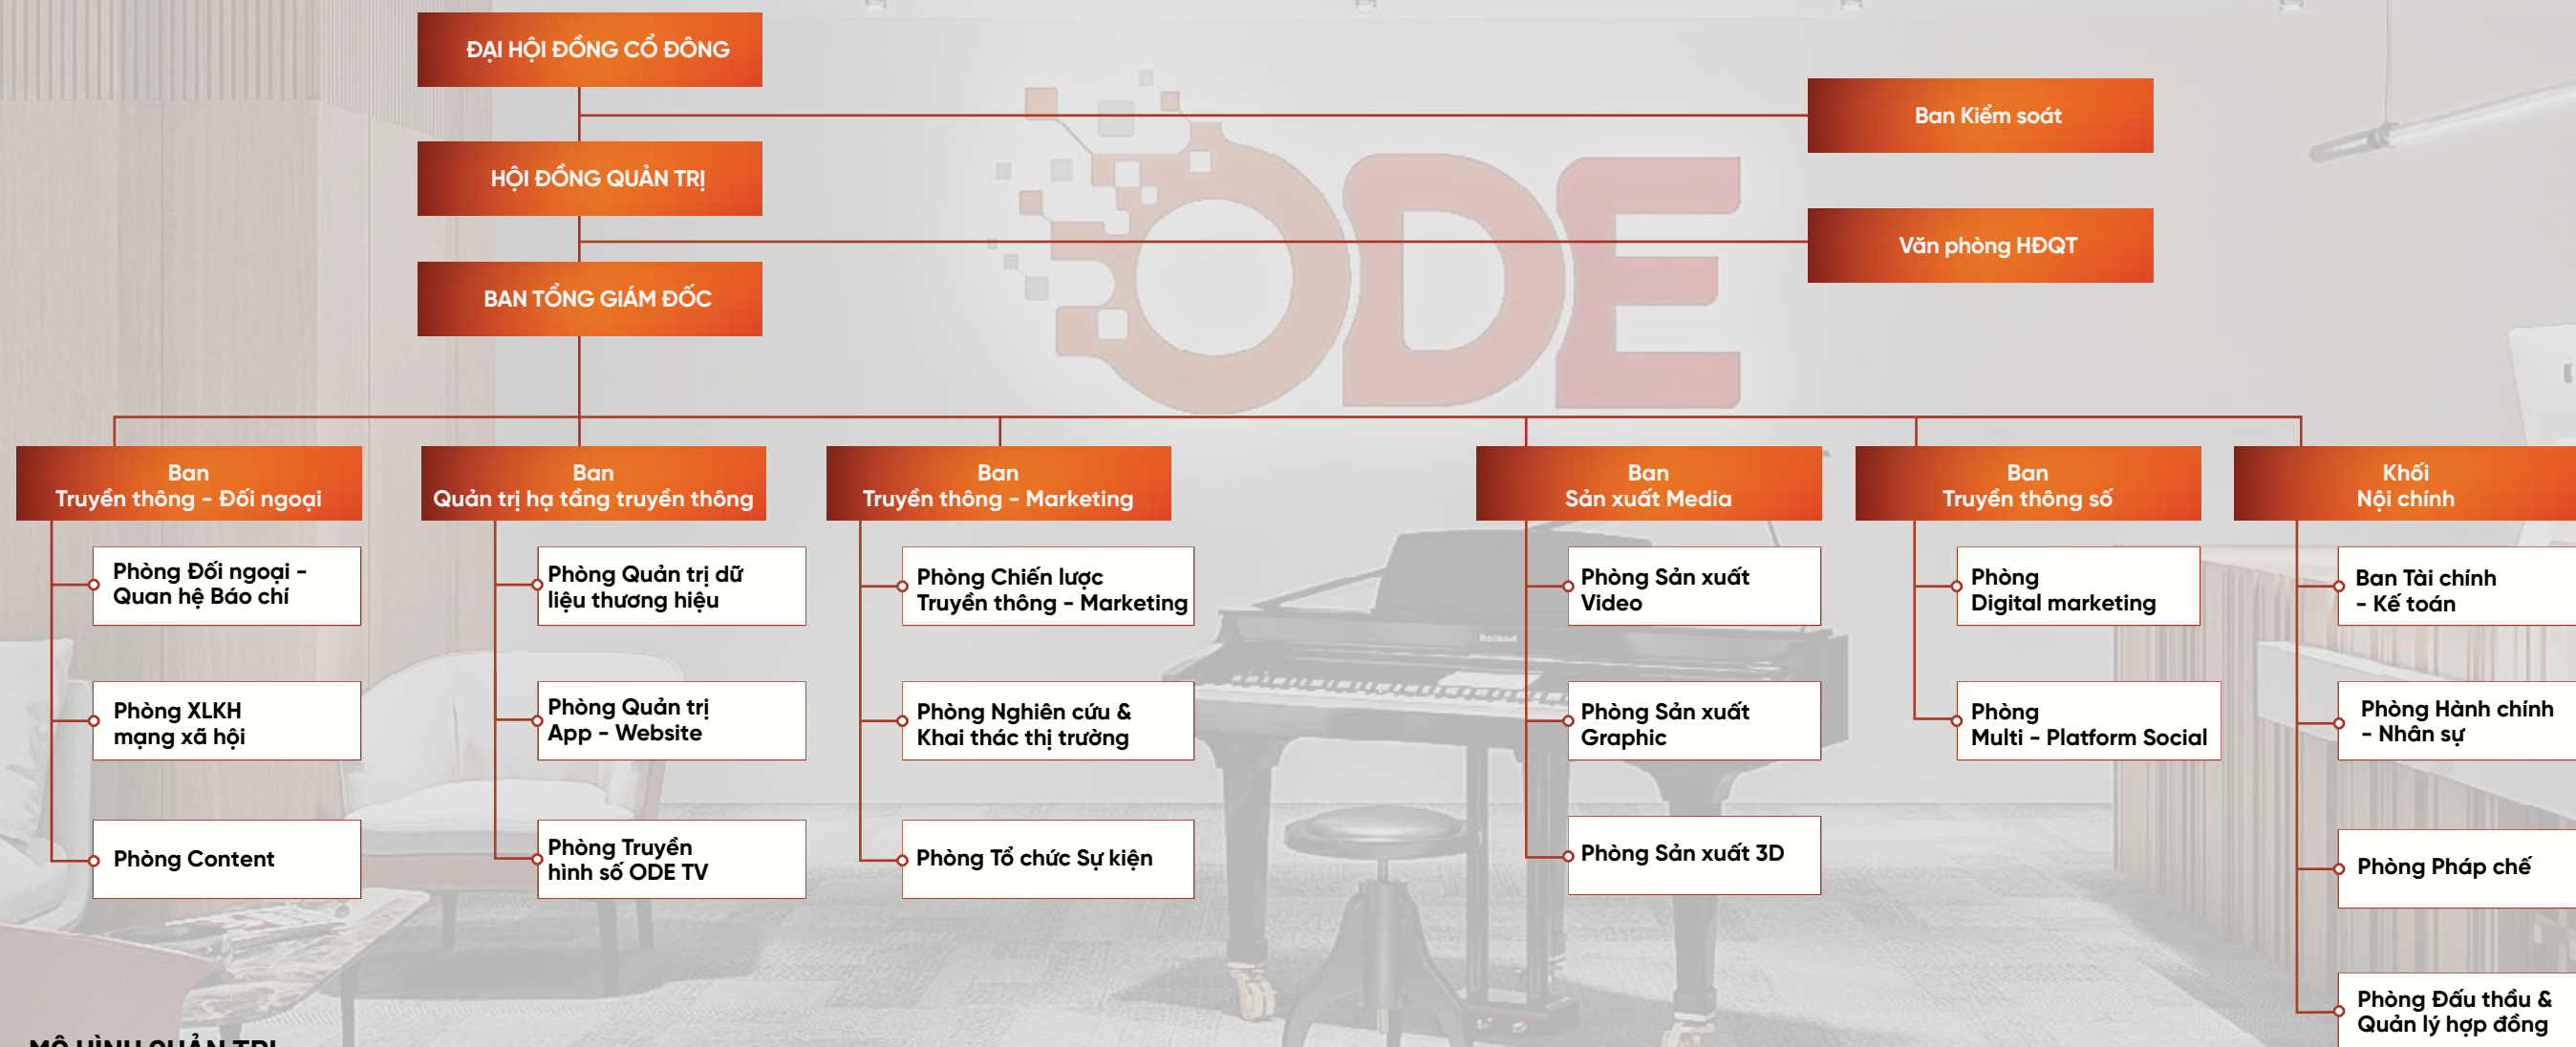 ĐẠI HỘI ĐỒNG CỔ ĐÔNG
Ban Kiểm soát
HỘI ĐỒNG QUẢN TRỊ
Văn phòng HĐQT
BAN TỔNG GIÁM ĐỐC
ODE
Ban
Truyền thông - Đối ngoại
Phòng Đối ngoại -
Quan hệ Báo chí
Phòng XLKH
mạng xã hội
Phòng Content
Ban
Quản trị hạ tầng truyền thông
Phòng Quản trị dữ
liệu thương hiệu
Phòng Quản trị
App - Website
Phòng Truyền
hình số ODE TV
Ban
Truyền thông - Marketing
Phòng Chiến lược
Truyền thông - Marketing
Phòng Nghiên cứu &
Khai thác thị trường
Phòng Tổ chức Sự kiện
Ban
Sản xuất Media
Phòng Sản xuất
Video
Phòng Sản xuất
Graphic
Phòng Sản xuất 3D
Ban
Truyền thông số
Phòng
Digital marketing
Phòng
Multi - Platform Social
Khối
Nội chính
Ban Tài chính
- Kế toán
Phòng Hành chính
- Nhân sự
Phòng Pháp chế
Phòng Đấu thầu &
Quản lý hợp đồng
Roland
MÔ HÌNH QUẢN TRỊ